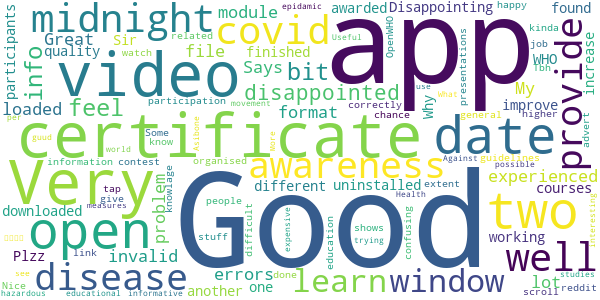 epidemic
module
awarded
Disappointing
happy
midnight
Great
Sir
covid
app
kinda
found
participants
quality
file
finished
related
watch
OpenWHO
Useful
job
WHO
provide
increase
info
video
Says
bit
disappointed
Why
presentations
tbh
My
loaded
feel
participation
movement
format
correctly
chance
use
improve
higher
advert
certificate
date
per
guud
Some
know
Asibone
More
What
general
Against
guidelines
possible
information
contest
world
organised
awareness
experienced
Very
knowlage
Good
two
different
uninstalled
extent
courses
downloaded
tap
give
measures
problem
people
Health
open
stuff
difficult
expensive
education
shows
trying
confusing
working
well
interesting
Plzz
link
invalid
disease
errors
done
learn
window
lot
studies
see
Nice
another
one
reddit
hazardous
educational
informative
scroll